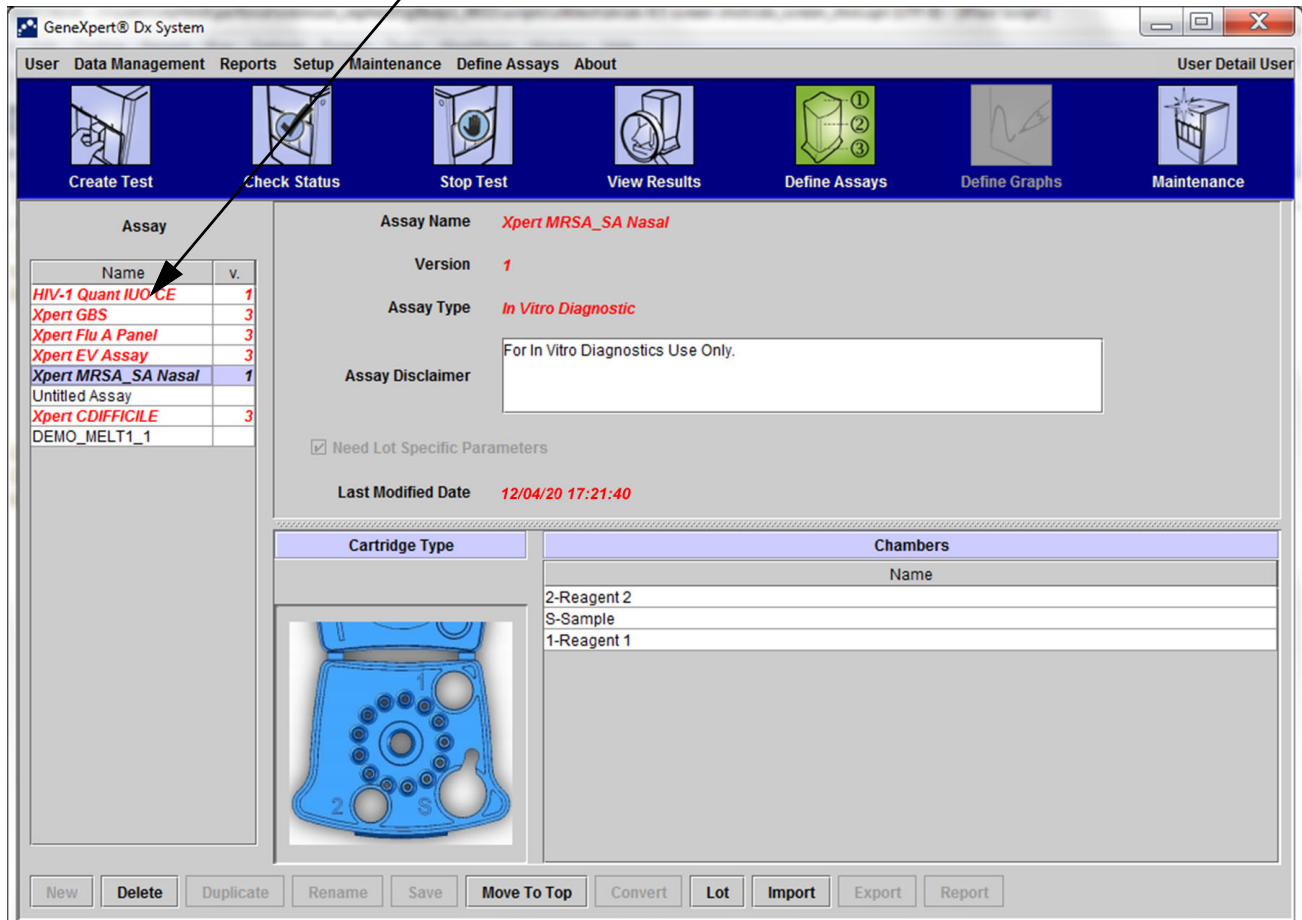 GeneXpert® Dx System
User Data Management Reports Setup Maintenance Define Assays About User Detail User
①
②
③
Create Test Check Status Stop Test View Results Define Assays Define Graphs Maintenance
Assay
Name v.
HIV-1 Quant IUO CE 1
Xpert GBS 3
Xpert Flu A Panel 3
Xpert EV Assay 3
Xpert MRSA_SA Nasal 1
Untitled Assay
Xpert CDIFFICILE 3
DEMO_MELT1_1
Assay Name Xpert MRSA_SA Nasal
Version 1
Assay Type In Vitro Diagnostic
Assay Disclaimer For In Vitro Diagnostics Use Only.
Need Lot Specific Parameters
Last Modified Date 12/04/20 17:21:40
Cartridge Type
1
2 S
Chambers
Name
2-Reagent 2
S-Sample
1-Reagent 1
New Delete Duplicate Rename Save Move To Top Convert Lot Import Export Report